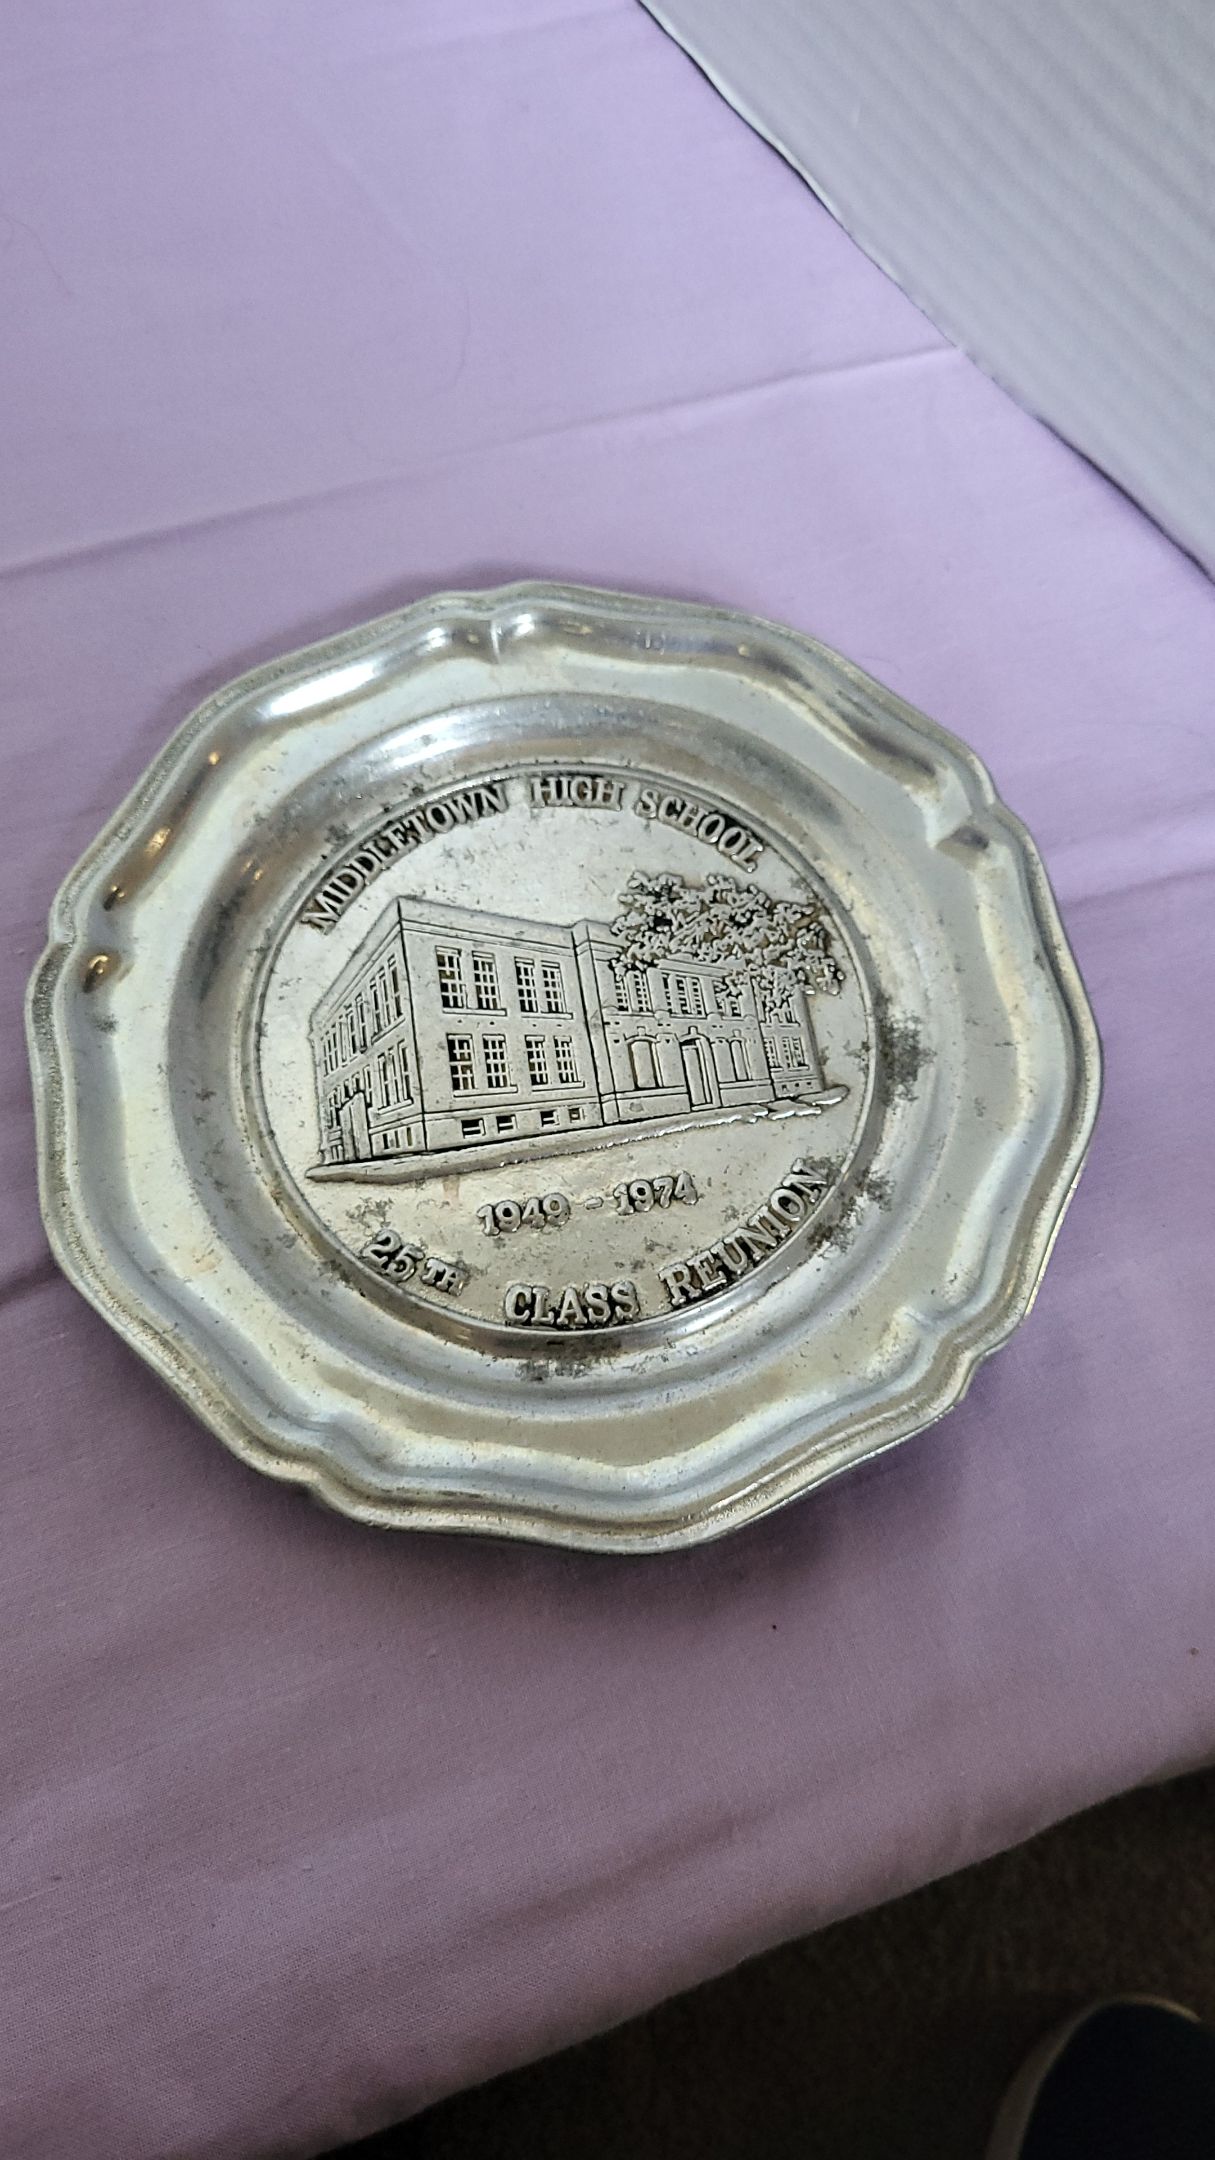 MIDDLETOWN HIGH SCHOOL
1949 - 1974
25TH CLASS REUNION